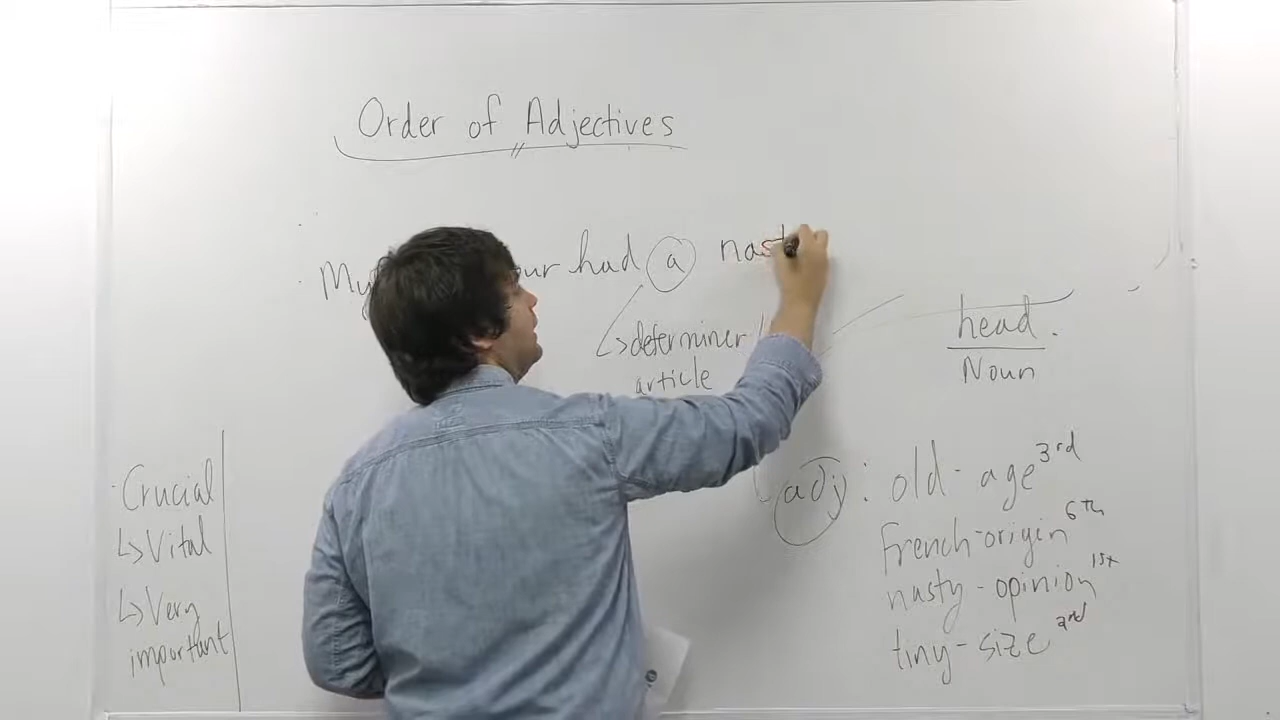 Order of Adjectives
My our had a nast
↳determiner
article
head.
Noun
adj: old - age 3rd
French-origin 6th
nasty - opinion 1st
tiny - size 2nd
Crucial
↳Vital
↳Very
important